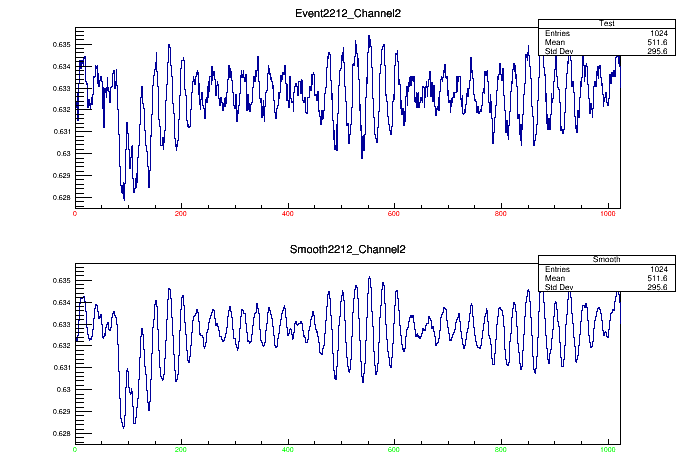 Event2212_Channel2
Test
Entries 1024
Mean 511.6
Std Dev 295.6
0.635
0.634
0.633
0.632
0.631
0.63
0.629
0.628
0 200 400 600 800 1000
Smooth2212_Channel2
Smooth
Entries 1024
Mean 511.6
Std Dev 295.6
0.635
0.634
0.633
0.632
0.631
0.63
0.629
0.628
0 200 400 600 800 1000